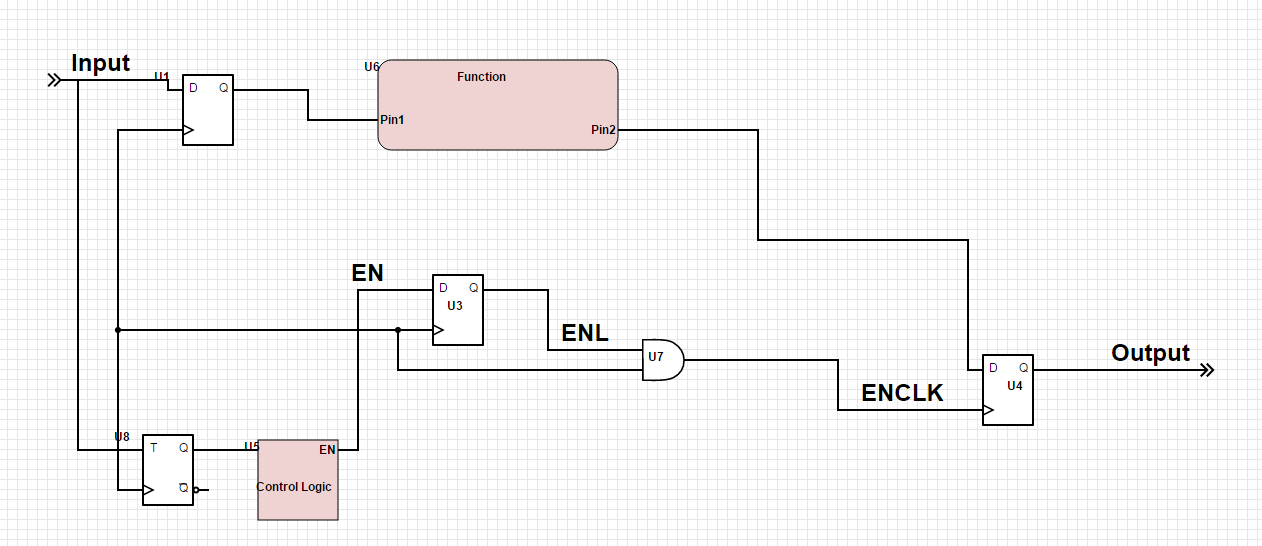 Input
U1
D Q
U6
Function
Pin1
Pin2
EN
D Q
U3
ENL
U7
ENCLK
Output
D Q
U4
U8
T Q
Q
U5
EN
Control Logic